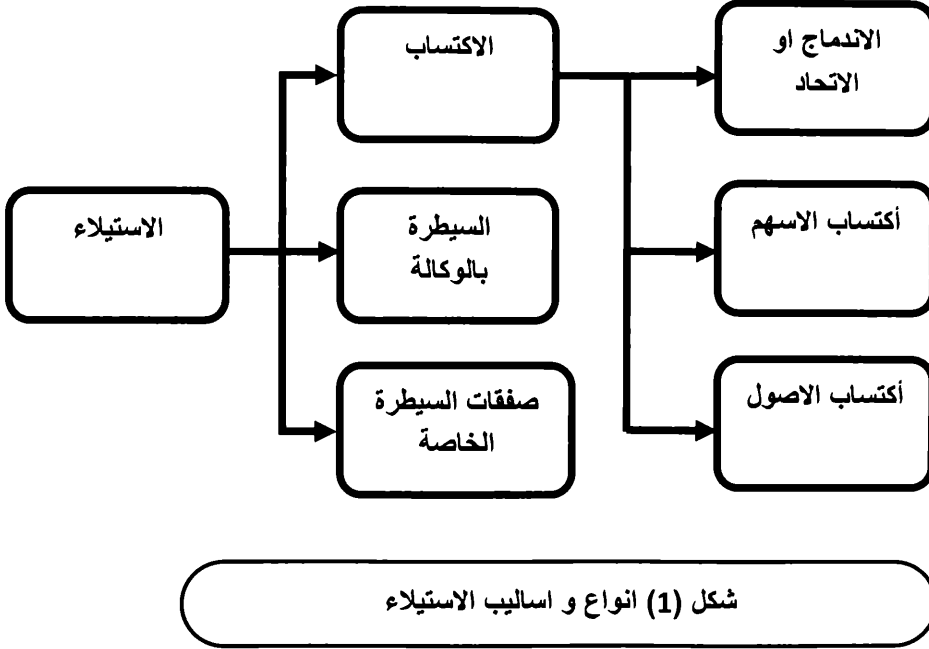 الاستيلاء
الاكتساب
السيطرة
بالوكالة
صفقات السيطرة
الخاصة
الاندماج او
الاتحاد
أكتساب الاسهم
أكتساب الاصول
شكل (1) انواع و اساليب الاستيلاء